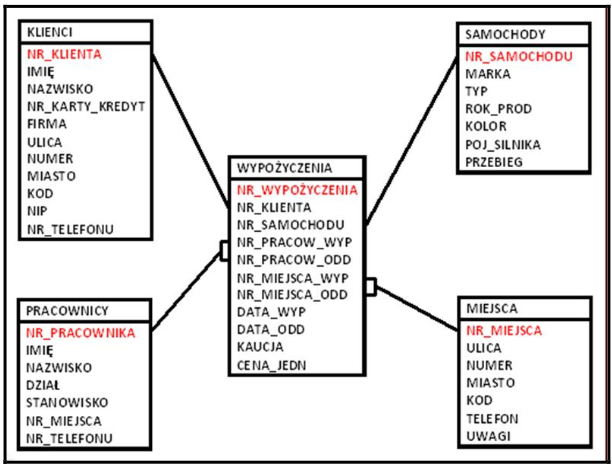 KLIENCI
NR_KLIENTA
IMIĘ
NAZWISKO
NR_KARTY_KREDYT
FIRMA
ULICA
NUMER
MIASTO
KOD
NIP
NR_TELEFONU
SAMOCHODY
NR_SAMOCHODU
MARKA
TYP
ROK_PROD
KOLOR
POJ_SILNIKA
PRZEBIEG
WYPOŻYCZENIA
NR_WYPOŻYCZENIA
NR_KLIENTA
NR_SAMOCHODU
NR_PRACOW_WYP
NR_PRACOW_ODD
NR_MIEJSCA_WYP
NR_MIEJSCA_ODD
DATA_WYP
DATA_ODD
KAUCJA
CENA_JEDN
PRACOWNICY
NR_PRACOWNIKA
IMIĘ
NAZWISKO
DZIAŁ
STANOWISKO
NR_MIEJSCA
NR_TELEFONU
MIEJSCA
NR_MIEJSCA
ULICA
NUMER
MIASTO
KOD
TELEFON
UWAGI